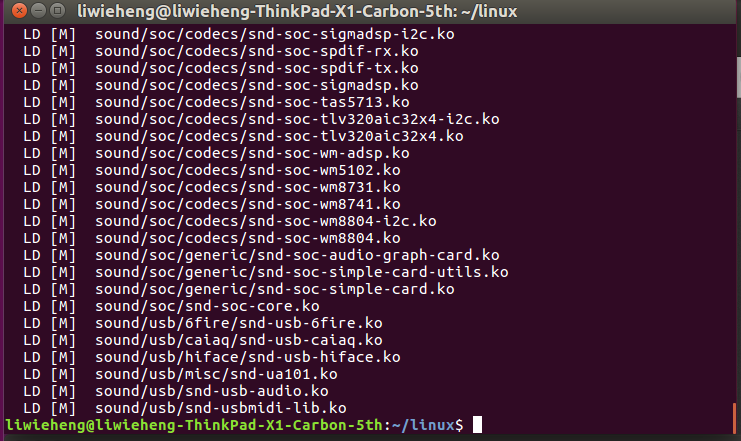 liwieheng@liwieheng-ThinkPad-X1-Carbon-5th: ~/linux
LD [M]  sound/soc/codecs/snd-soc-sigmadsp-i2c.ko
LD [M]  sound/soc/codecs/snd-soc-spdif-rx.ko
LD [M]  sound/soc/codecs/snd-soc-spdif-tx.ko
LD [M]  sound/soc/codecs/snd-soc-sigmadsp.ko
LD [M]  sound/soc/codecs/snd-soc-tas5713.ko
LD [M]  sound/soc/codecs/snd-soc-tlv320aic32x4-i2c.ko
LD [M]  sound/soc/codecs/snd-soc-tlv320aic32x4.ko
LD [M]  sound/soc/codecs/snd-soc-wm-adsp.ko
LD [M]  sound/soc/codecs/snd-soc-wm5102.ko
LD [M]  sound/soc/codecs/snd-soc-wm8731.ko
LD [M]  sound/soc/codecs/snd-soc-wm8741.ko
LD [M]  sound/soc/codecs/snd-soc-wm8804-i2c.ko
LD [M]  sound/soc/codecs/snd-soc-wm8804.ko
LD [M]  sound/soc/generic/snd-soc-audio-graph-card.ko
LD [M]  sound/soc/generic/snd-soc-simple-card-utils.ko
LD [M]  sound/soc/generic/snd-soc-simple-card.ko
LD [M]  sound/soc/snd-soc-core.ko
LD [M]  sound/usb/6fire/snd-usb-6fire.ko
LD [M]  sound/usb/caiaq/snd-usb-caiaq.ko
LD [M]  sound/usb/hiface/snd-usb-hiface.ko
LD [M]  sound/usb/misc/snd-ua101.ko
LD [M]  sound/usb/snd-usb-audio.ko
LD [M]  sound/usb/snd-usbmidi-lib.ko
liwieheng@liwieheng-ThinkPad-X1-Carbon-5th:~/linux$